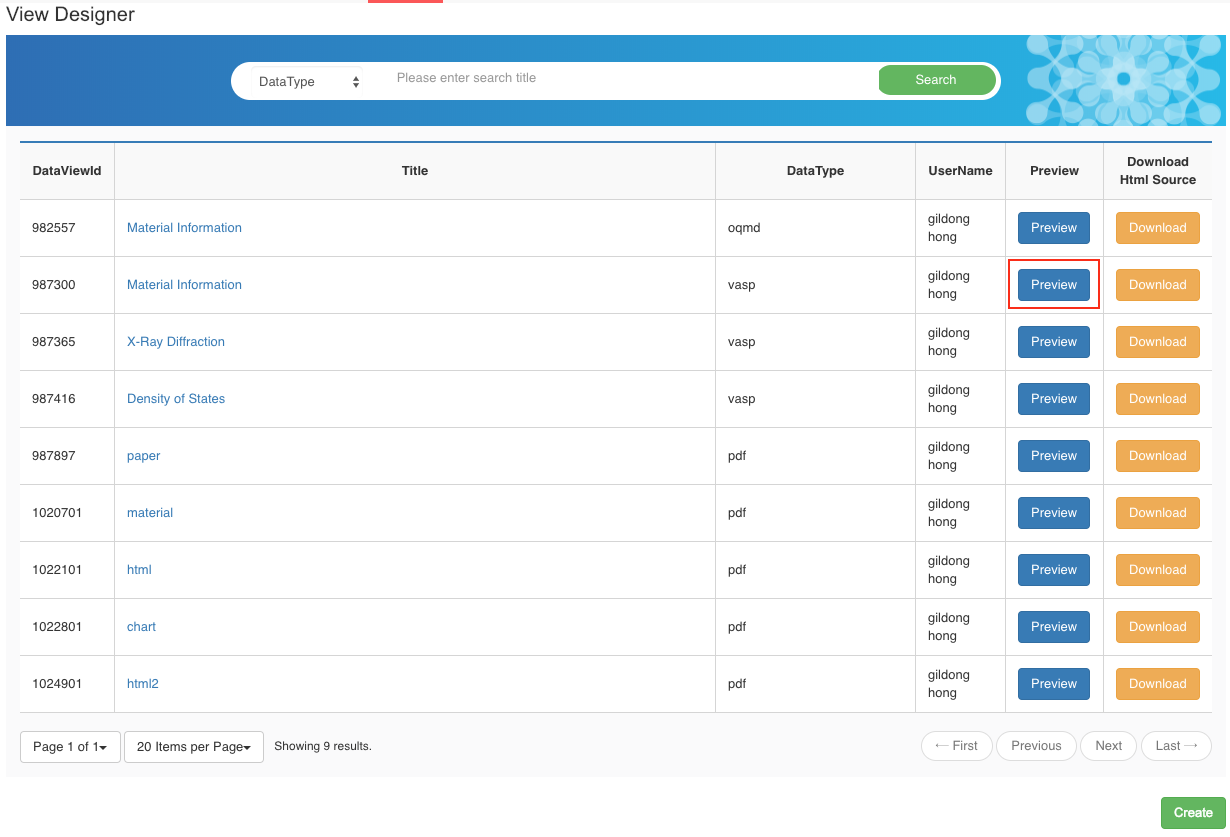 View Designer
DataType Please enter search title Search
DataViewId Title DataType UserName Preview Download
Html Source
982557 Material Information oqmd gildong
hong Preview Download
987300 Material Information vasp gildong
hong Preview Download
987365 X-Ray Diffraction vasp gildong
hong Preview Download
987416 Density of States vasp gildong
hong Preview Download
987897 paper pdf gildong
hong Preview Download
1020701 material pdf gildong
hong Preview Download
1022101 html pdf gildong
hong Preview Download
1022801 chart pdf gildong
hong Preview Download
1024901 html2 pdf gildong
hong Preview Download
Page 1 of 1 20 Items per Page Showing 9 results. ← First Previous Next Last →
Create